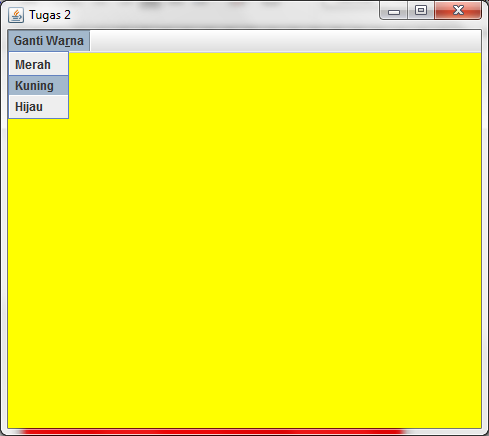 Tugas 2
Ganti Warna
Merah
Kuning
Hijau